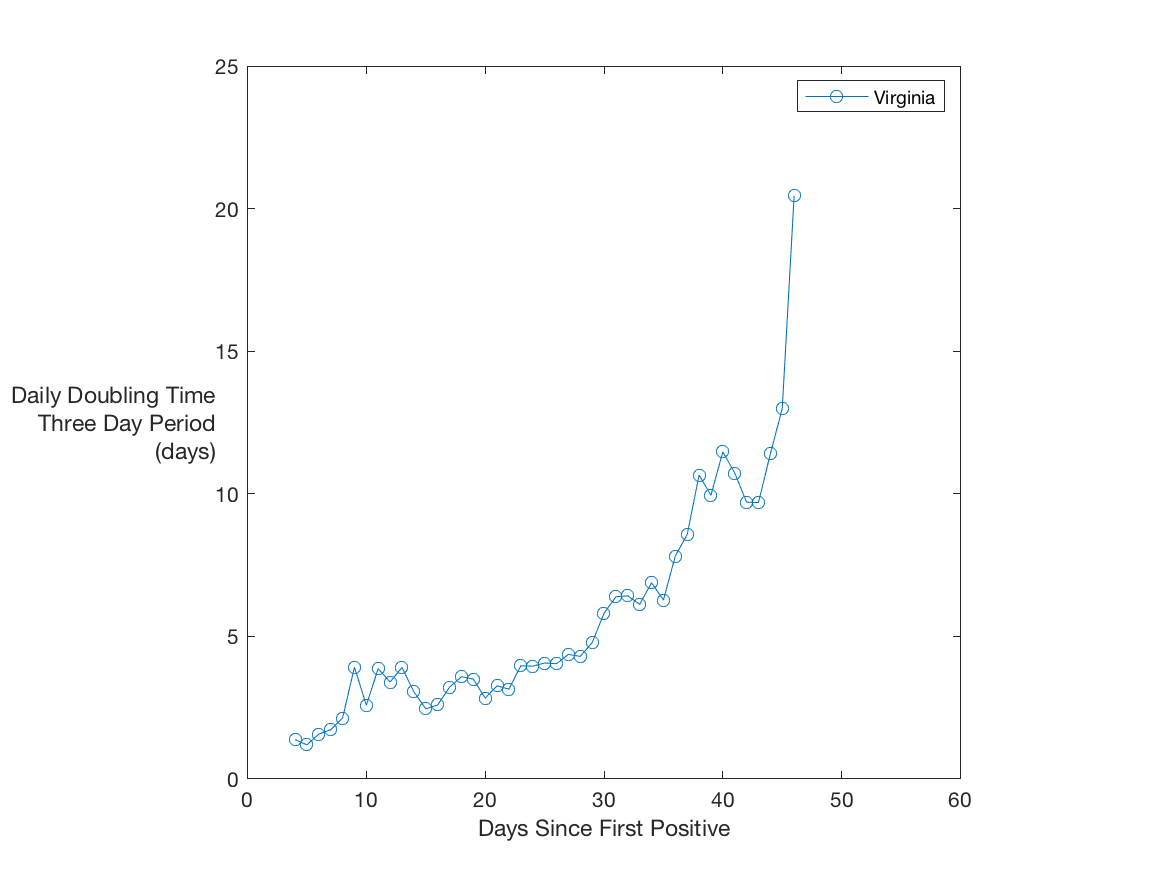 25
Virginia
20
15
Daily Doubling Time
Three Day Period
(days)
10
5
0
0 10 20 30 40 50 60
Days Since First Positive